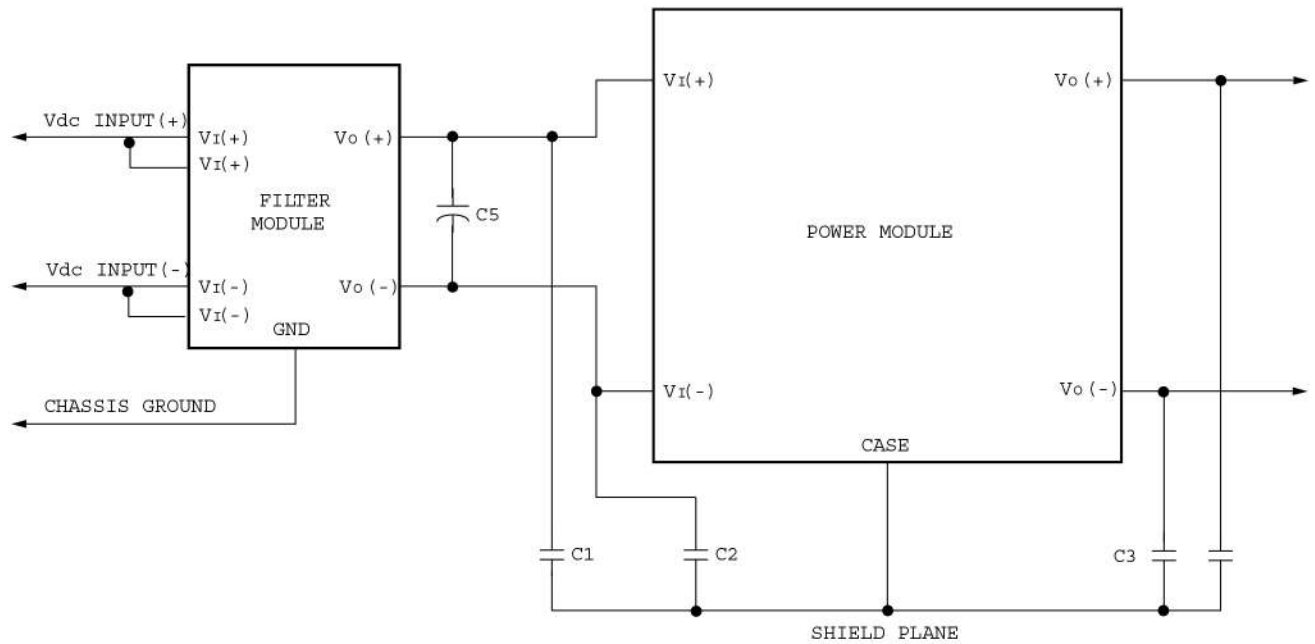 Vdc INPUT(+)
VI(+)
VI(+)
VO(+)
FILTER
MODULE
Vdc INPUT(-)
VI(-)
VI(-)
VO(-)
GND
CHASSIS GROUND
C5
VI(+)
VO(+)
POWER MODULE
VI(-)
VO(-)
CASE
C1
C2
C3
SHIELD PLANE